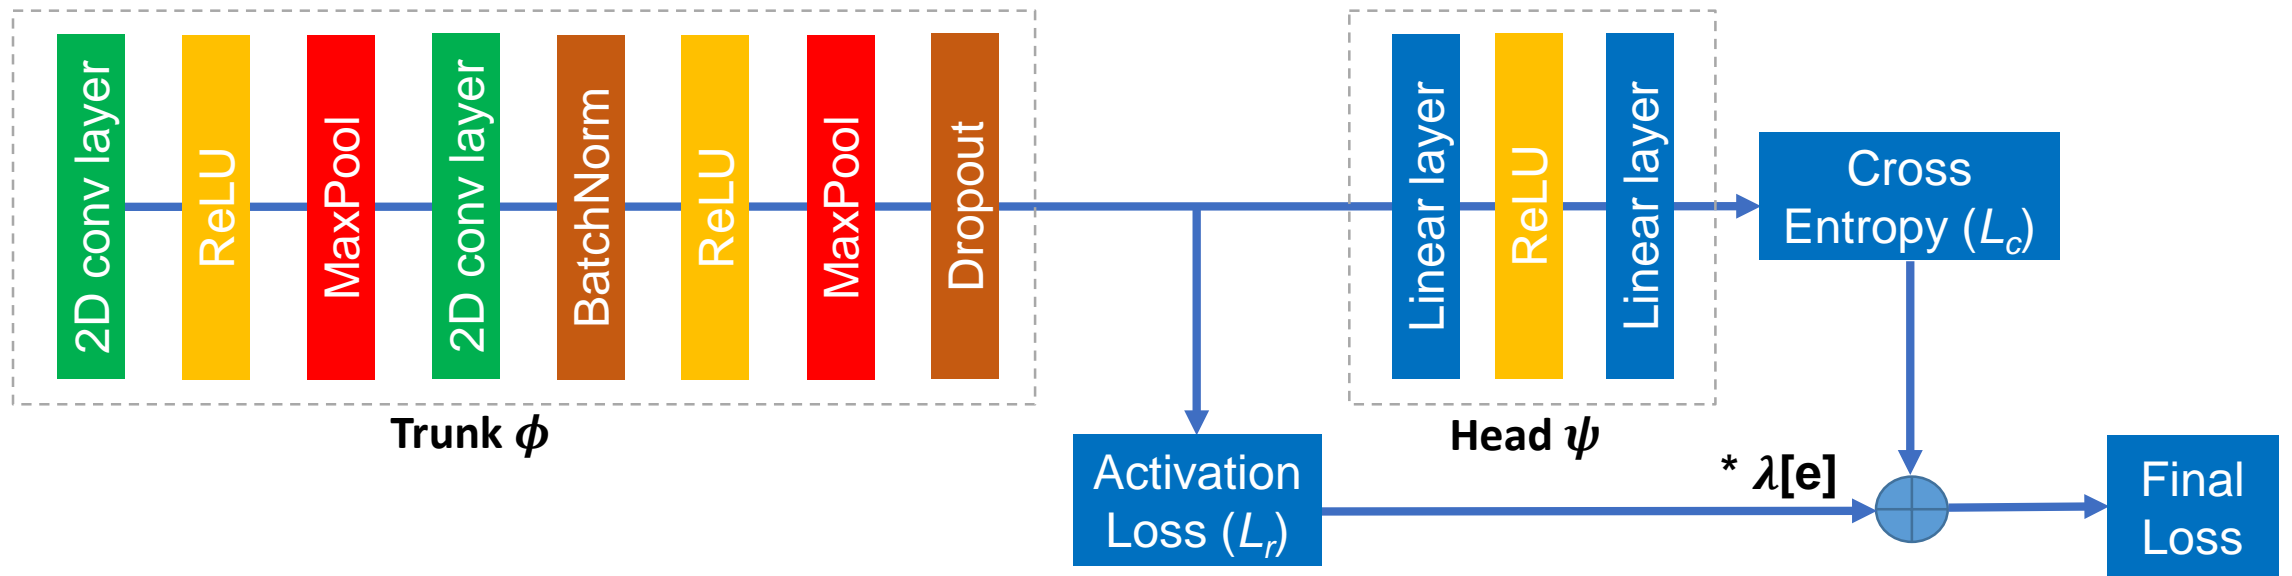 2D conv layer
ReLU
MaxPool
2D conv layer
BatchNorm
ReLU
MaxPool
Dropout
Trunk ϕ
Linear layer
ReLU
Linear layer
Head ψ
Cross
Entropy (Lc)
Activation
Loss (Lr)
* λ[e]
Final
Loss